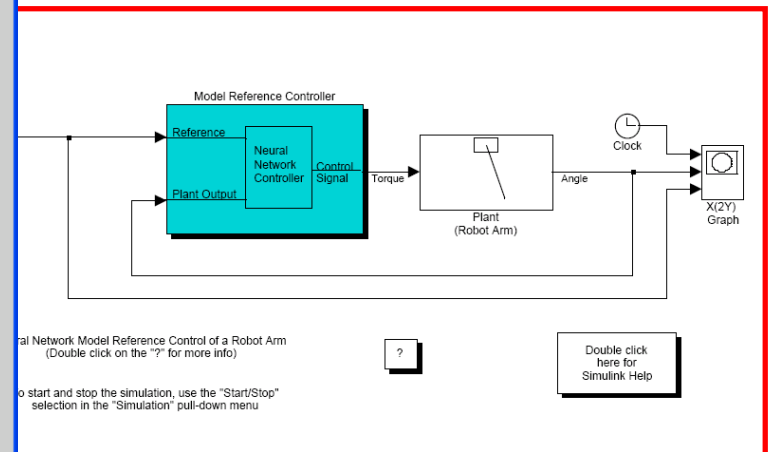 Model Reference Controller
Reference
Neural
Network
Controller
Control
Signal
Plant Output
Torque
Plant
(Robot Arm)
Angle
Clock
X(2Y)
Graph
ral Network Model Reference Control of a Robot Arm
(Double click on the "?" for more info)
?
Double click
here for
Simulink Help
o start and stop the simulation, use the "Start/Stop"
selection in the "Simulation" pull-down menu